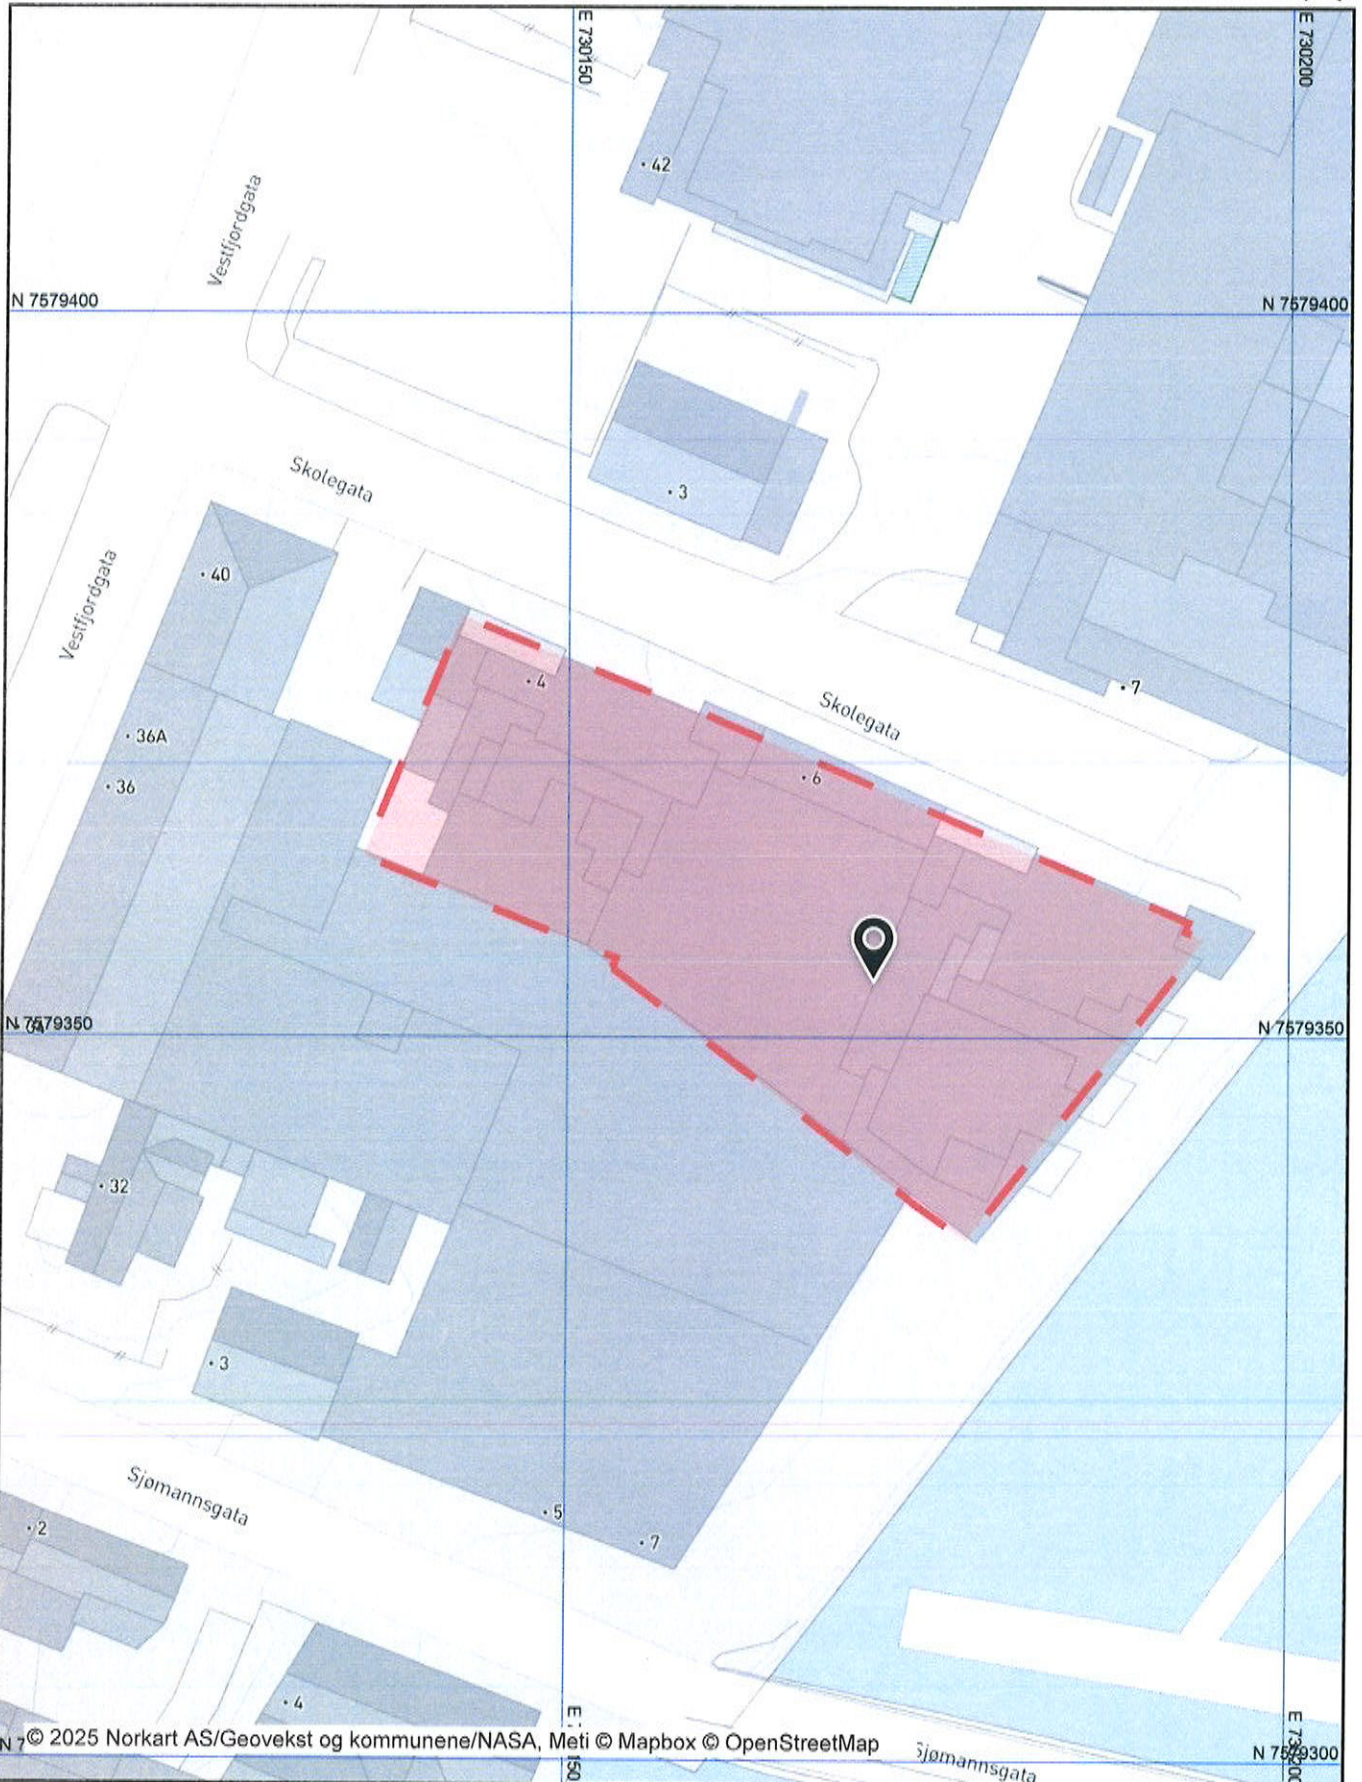 E 730150
E 730200
42
Vestfjordgata
N 7579400
N 7579400
Skolegata
3
40
Vestfjordgata
4
7
Skolegata
36A
6
36
N 7579350
N 7579350
32
3
Sjømannsgata
5
2
7
4
© 2025 Norkart AS/Geovekst og kommunene/NASA, Meti © Mapbox © OpenStreetMap
Sjømannsgata
N 7579300